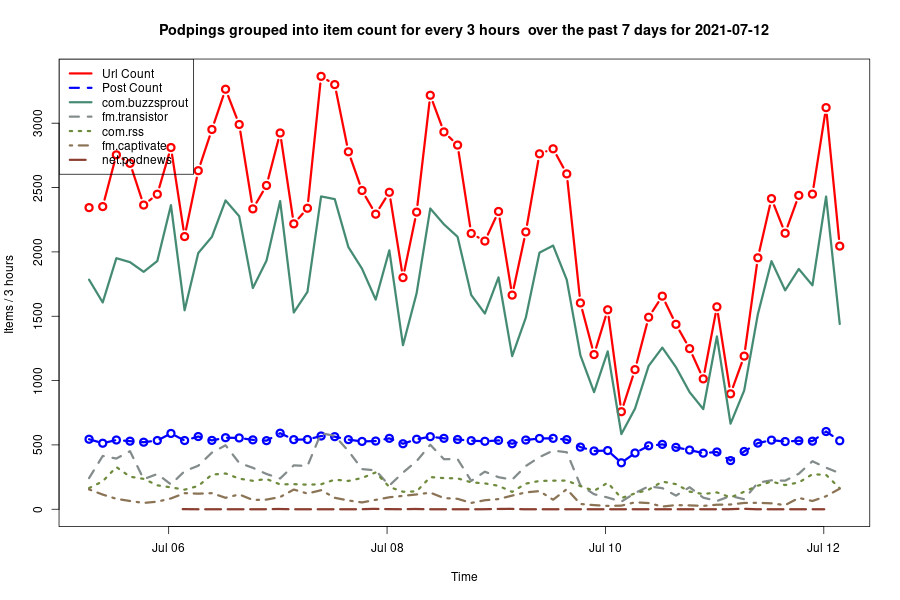 Podpings grouped into item count for every 3 hours  over the past 7 days for 2021-07-12
Url Count
Post Count
com.buzzsprout
fm.transistor
com.rss
fm.captivate
net.podnews
Items / 3 hours
3000
2500
2000
1500
1000
500
0
Jul 06
Jul 08
Jul 10
Jul 12
Time